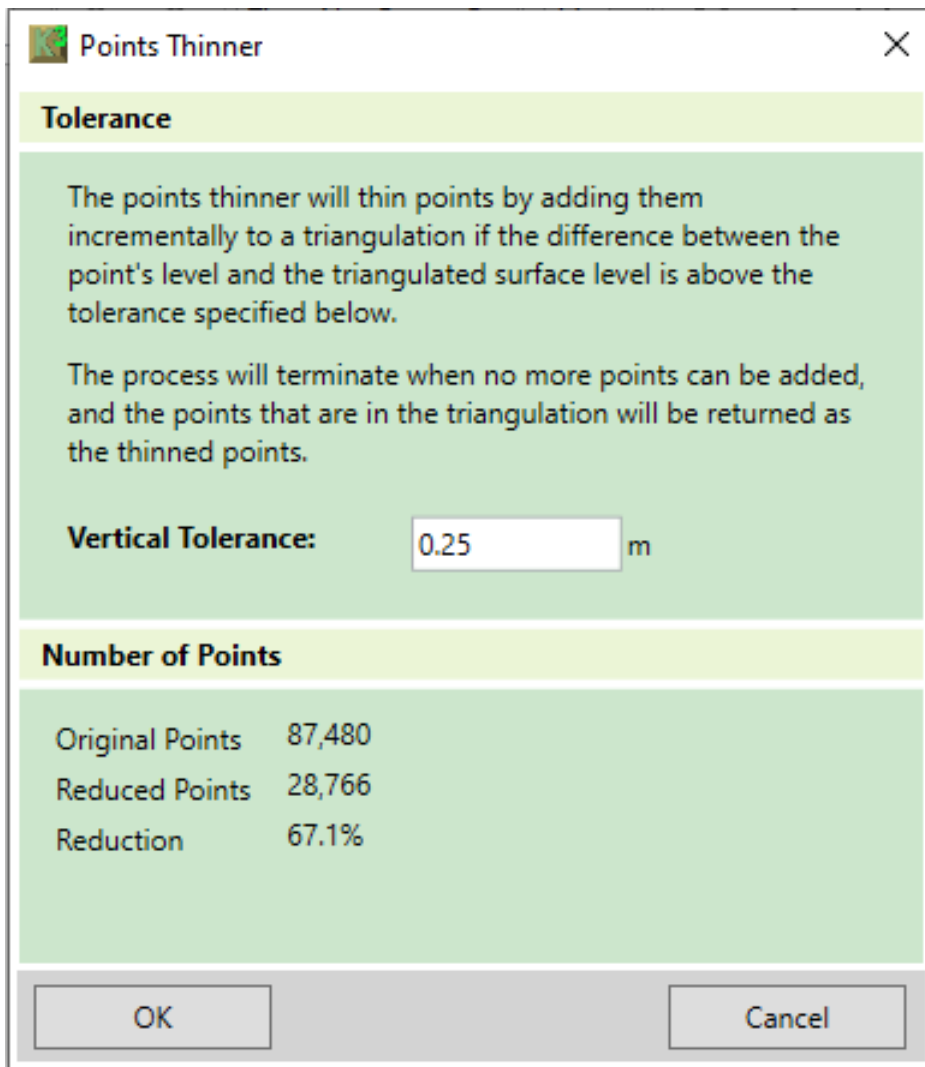 Points Thinner
Tolerance
The points thinner will thin points by adding them
incrementally to a triangulation if the difference between the
point's level and the triangulated surface level is above the
tolerance specified below.
The process will terminate when no more points can be added,
and the points that are in the triangulation will be returned as
the thinned points.
Vertical Tolerance: 0.25 m
Number of Points
Original Points 87,480
Reduced Points 28,766
Reduction 67.1%
OK Cancel